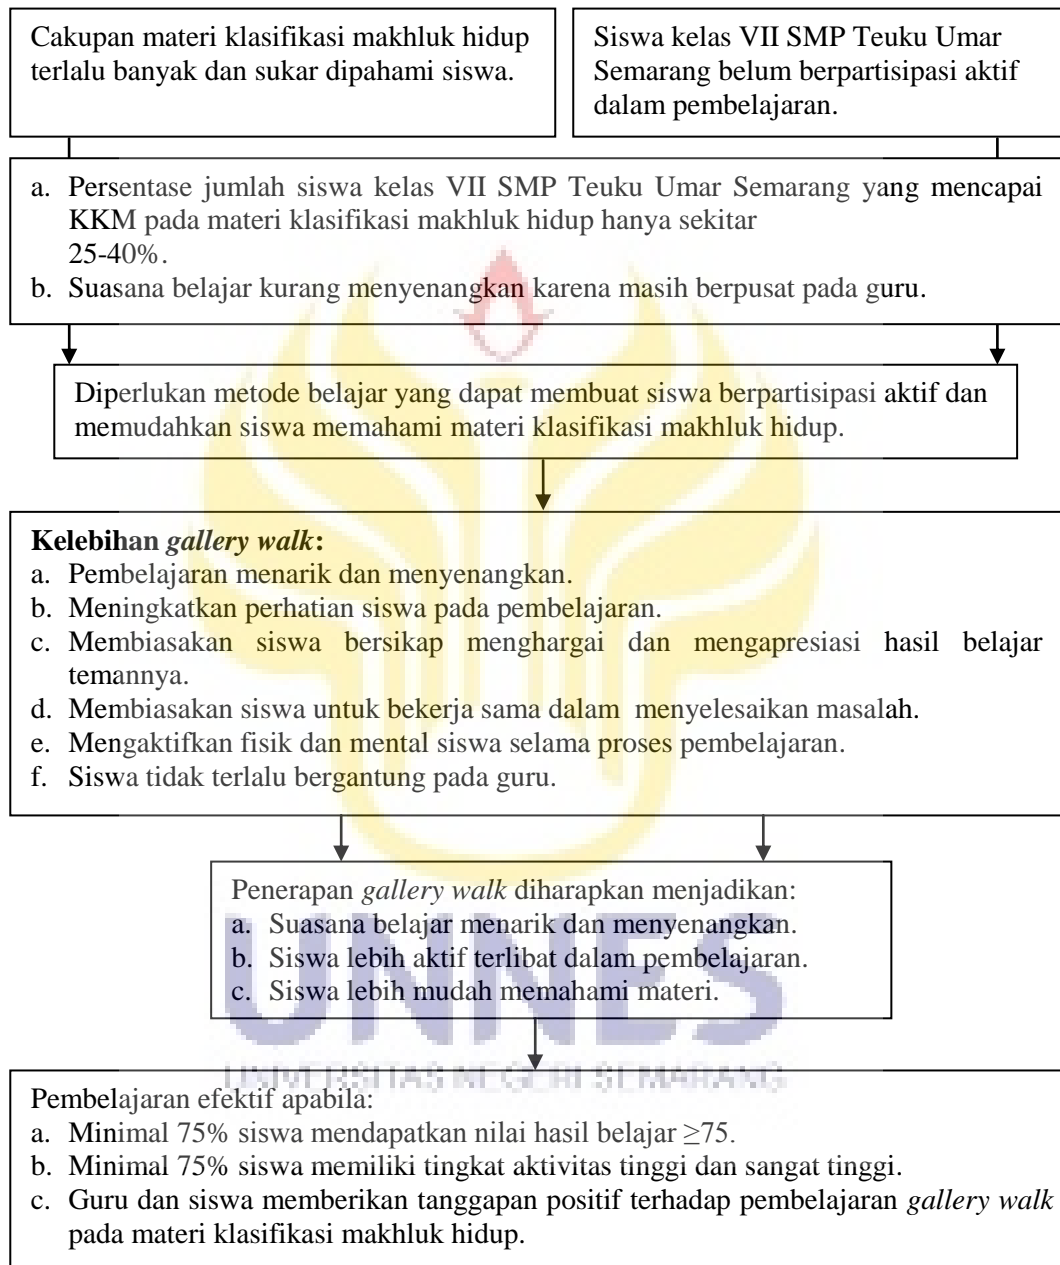 Cakupan materi klasifikasi makhluk hidup
terlalu banyak dan sukar dipahami siswa.
Siswa kelas VII SMP Teuku Umar
Semarang belum berpartisipasi aktif
dalam pembelajaran.
a. Persentase jumlah siswa kelas VII SMP Teuku Umar Semarang yang mencapai
KKM pada materi klasifikasi makhluk hidup hanya sekitar
25-40%.
b. Suasana belajar kurang menyenangkan karena masih berpusat pada guru.
Diperlukan metode belajar yang dapat membuat siswa berpartisipasi aktif dan
memudahkan siswa memahami materi klasifikasi makhluk hidup.
Kelebihan gallery walk:
a. Pembelajaran menarik dan menyenangkan.
b. Meningkatkan perhatian siswa pada pembelajaran.
c. Membiasakan siswa bersikap menghargai dan mengapresiasi hasil belajar
temannya.
d. Membiasakan siswa untuk bekerja sama dalam menyelesaikan masalah.
e. Mengaktifkan fisik dan mental siswa selama proses pembelajaran.
f. Siswa tidak terlalu bergantung pada guru.
Penerapan gallery walk diharapkan menjadikan:
a. Suasana belajar menarik dan menyenangkan.
b. Siswa lebih aktif terlibat dalam pembelajaran.
c. Siswa lebih mudah memahami materi.
UNNES
UNIVERSITAS NEGERI SEMARANG
Pembelajaran efektif apabila:
a. Minimal 75% siswa mendapatkan nilai hasil belajar ≥75.
b. Minimal 75% siswa memiliki tingkat aktivitas tinggi dan sangat tinggi.
c. Guru dan siswa memberikan tanggapan positif terhadap pembelajaran gallery walk
pada materi klasifikasi makhluk hidup.